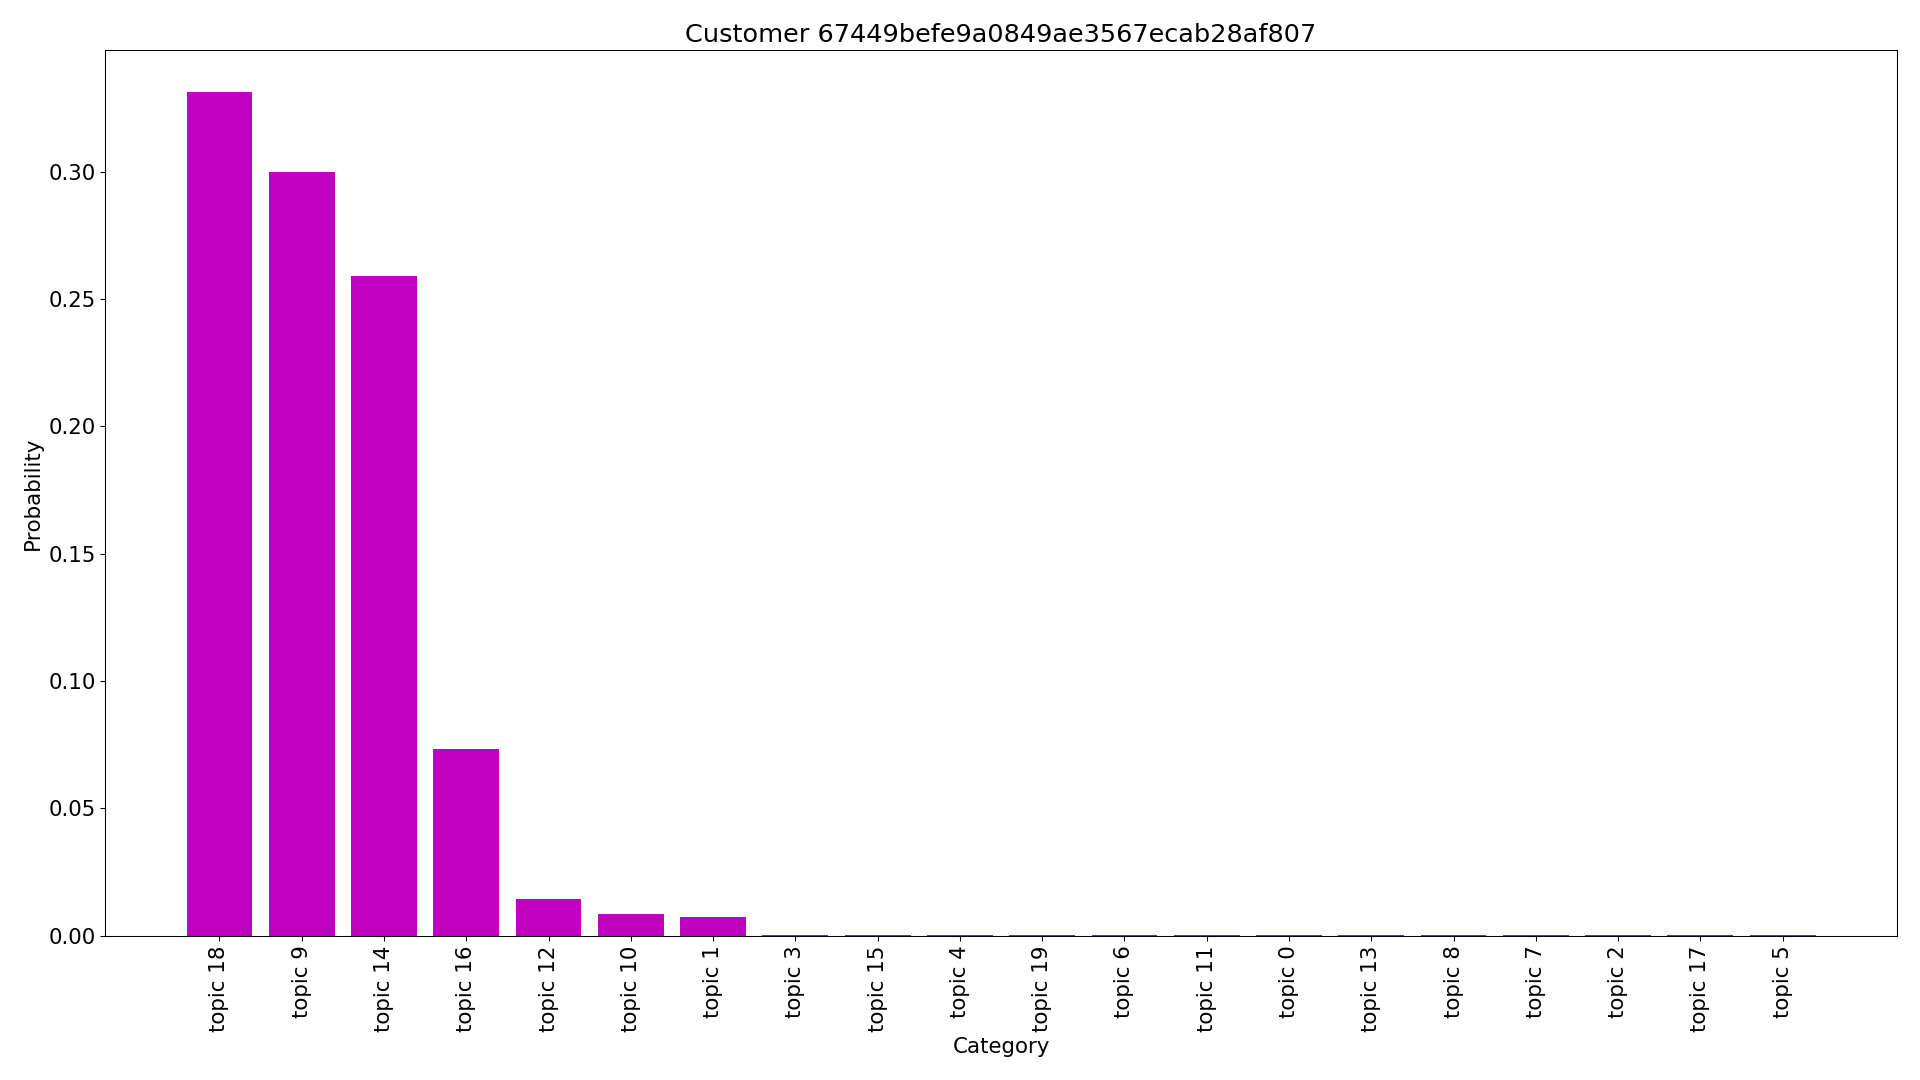 Customer 67449befe9a0849ae3567ecab28af807
Probability
0.30
0.25
0.20
0.15
0.10
0.05
0.00
topic 18
topic 9
topic 14
topic 16
topic 12
topic 10
topic 1
topic 3
topic 15
topic 4
topic 19
topic 6
topic 11
topic 0
topic 13
topic 8
topic 7
topic 2
topic 17
topic 5
Category